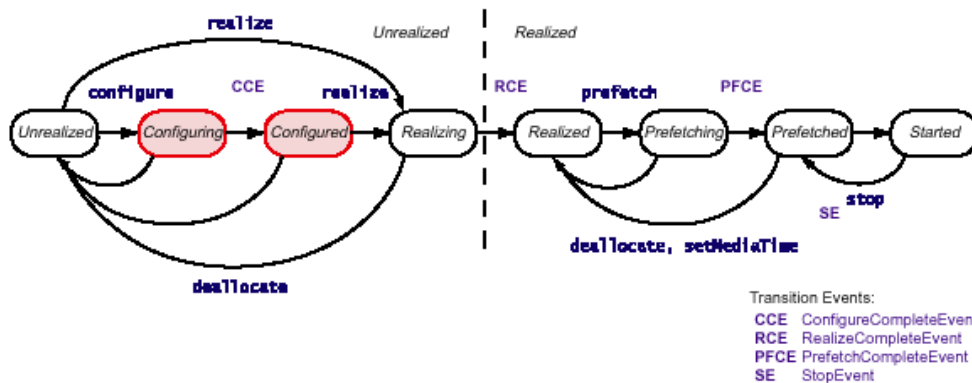 realize
Unrealized
Realized
configure
CCE
realize
RCE
prefetch
PFCE
Unrealized
Configuring
Configured
Realizing
Realized
Prefetching
Prefetched
Started
stop
SE
deallocate, setMediaTime
deallocate
Transition Events:
CCE ConfigureCompleteEvent
RCE RealizeCompleteEvent
PFCE PrefetchCompleteEvent
SE StopEvent